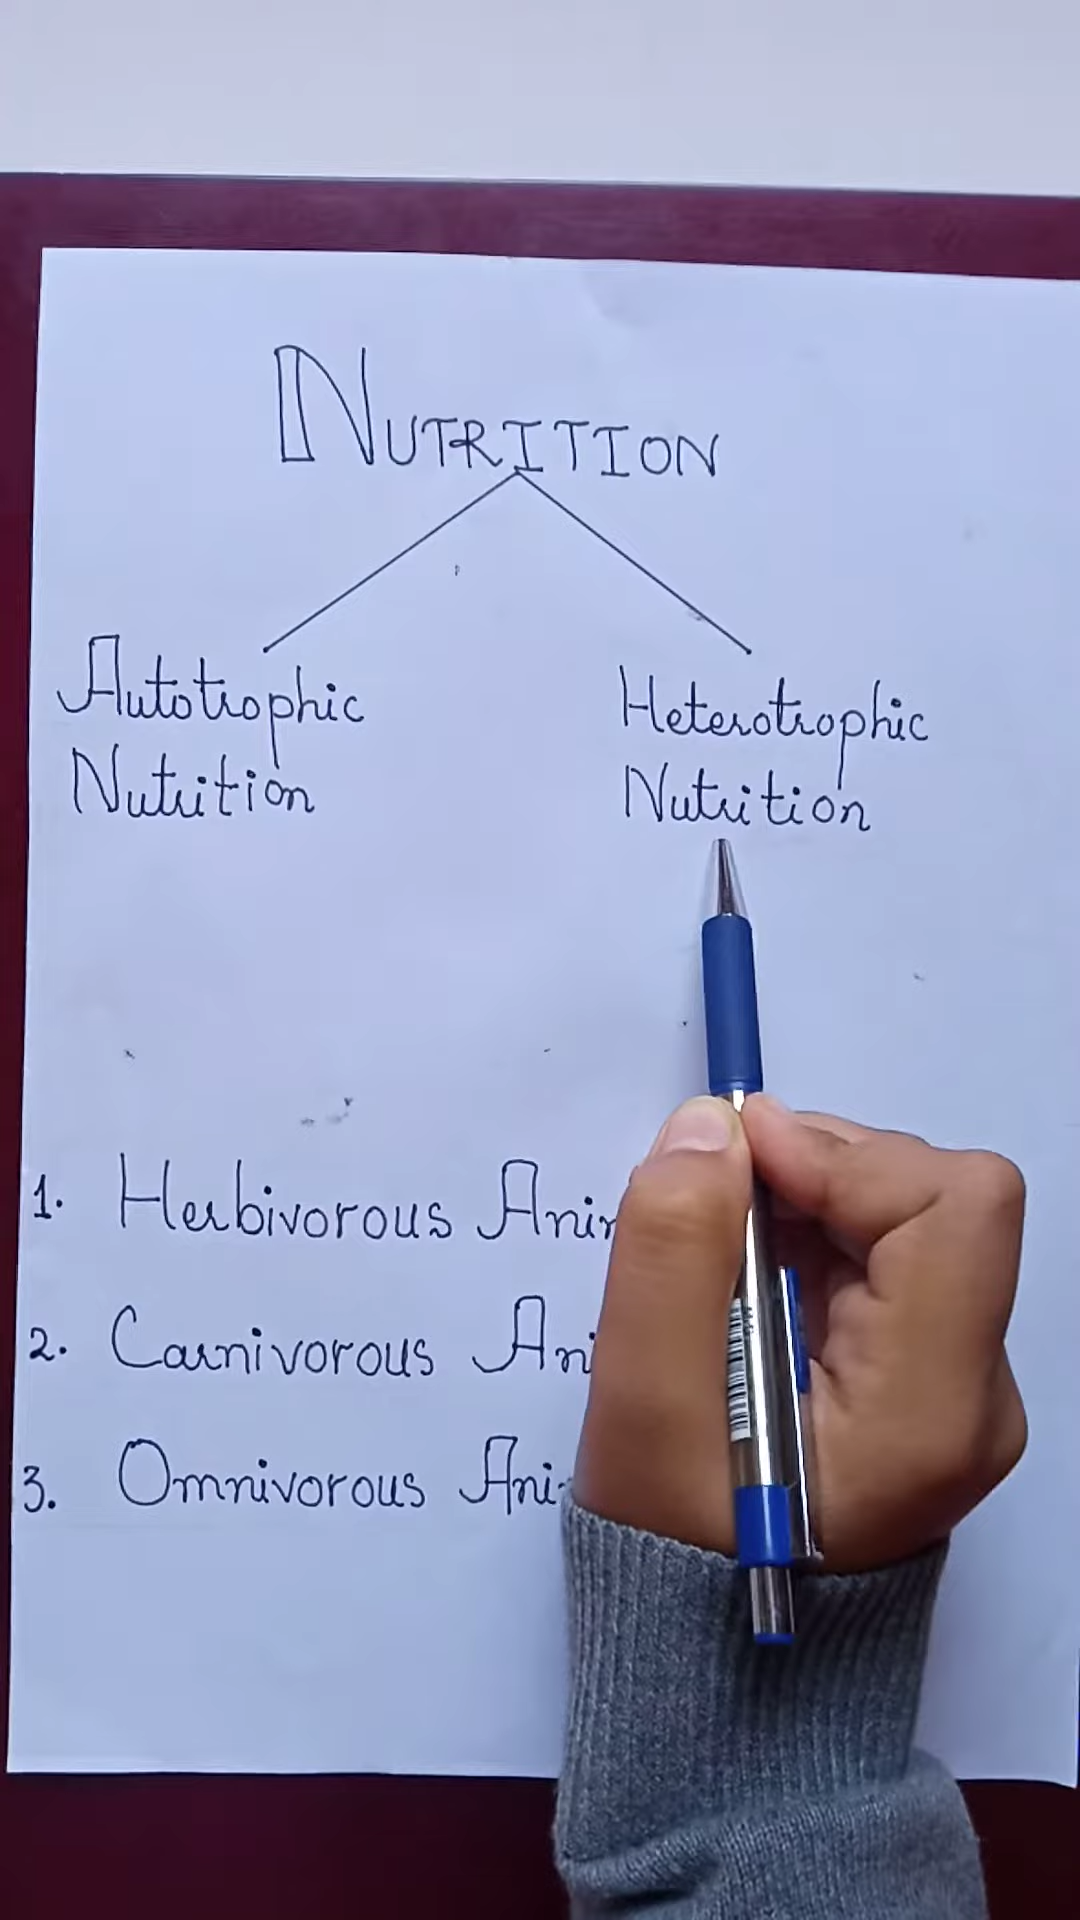 NUTRITION
Autotrophic
Nutrition
Heterotrophic
Nutrition
1. Herbivorous
2. Carnivorous
3. Omnivorous